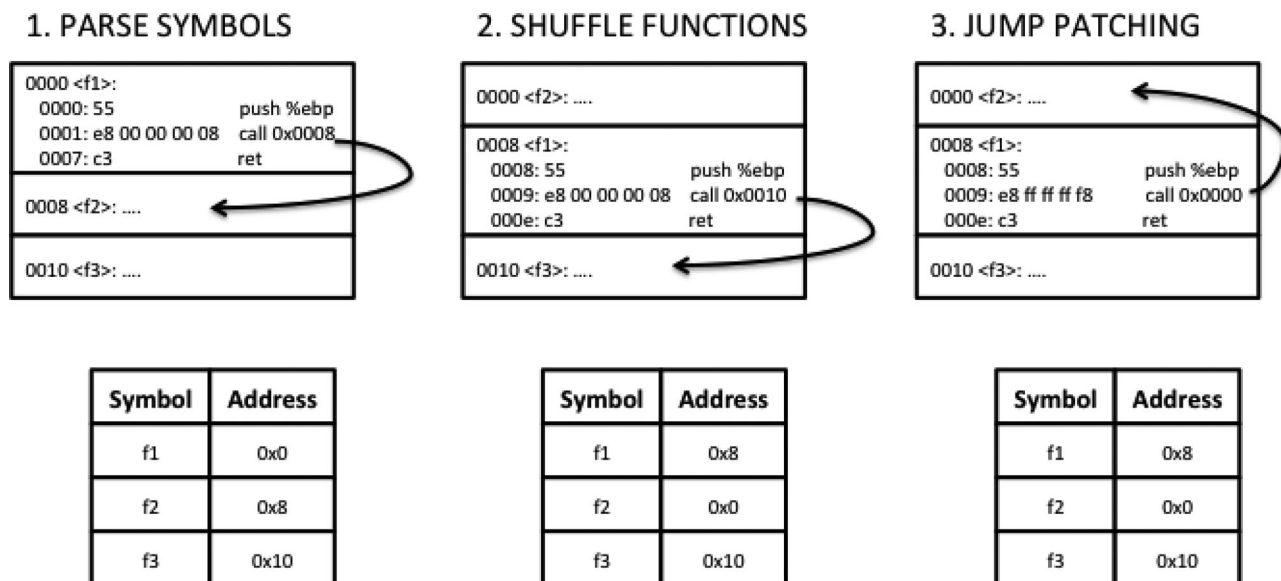 1. PARSE SYMBOLS
0000 <f1>:
0000: 55 push %ebp
0001: e8 00 00 00 08 call 0x0008
0007: c3 ret
0008 <f2>: ....
0010 <f3>: ....
Symbol Address
f1 0x0
f2 0x8
f3 0x10
2. SHUFFLE FUNCTIONS
0000 <f2>: ....
0008 <f1>:
0008: 55 push %ebp
0009: e8 00 00 00 08 call 0x0010
000e: c3 ret
0010 <f3>: ....
Symbol Address
f1 0x8
f2 0x0
f3 0x10
3. JUMP PATCHING
0000 <f2>: ....
0008 <f1>:
0008: 55 push %ebp
0009: e8 ff ff ff f8 call 0x0000
000e: c3 ret
0010 <f3>: ....
Symbol Address
f1 0x8
f2 0x0
f3 0x10